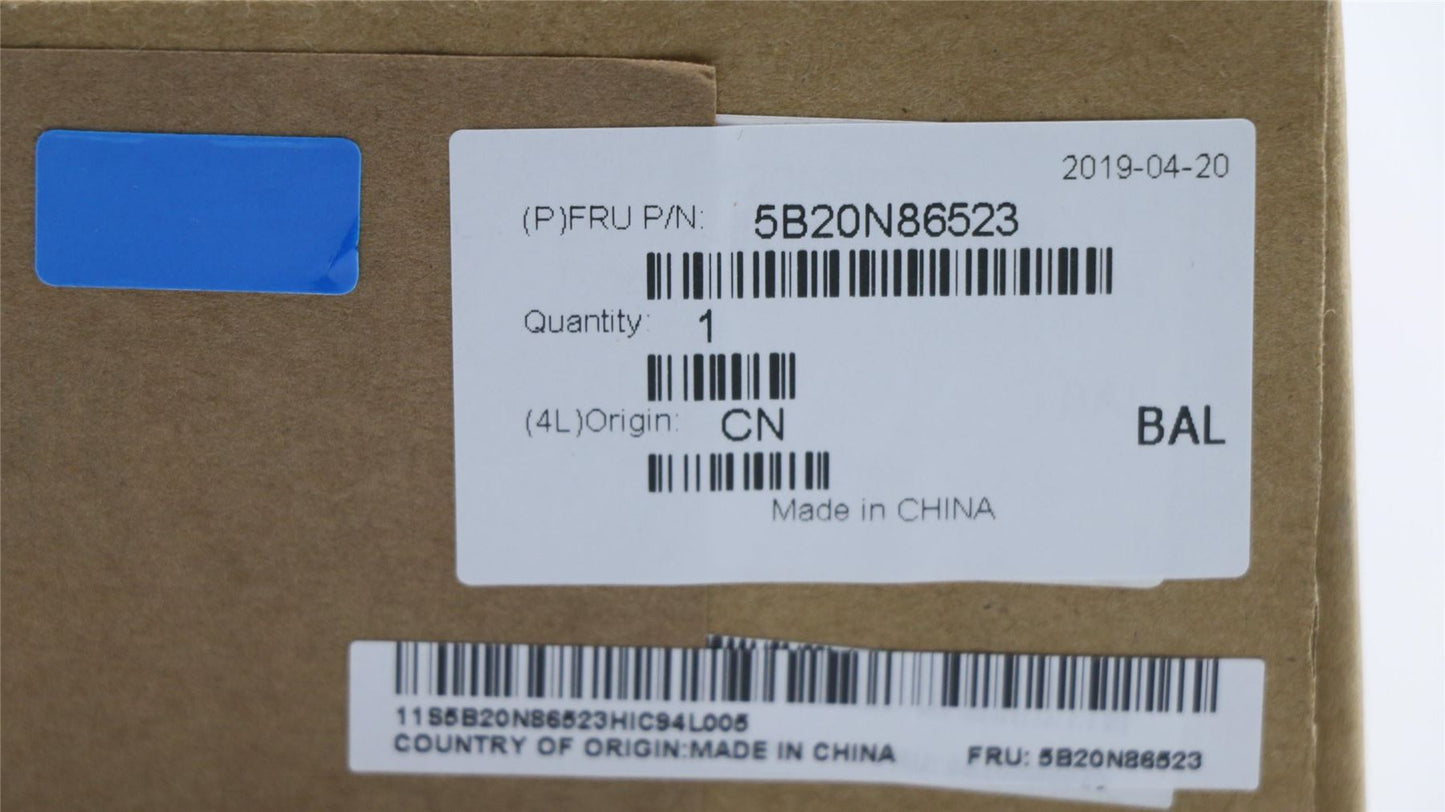 2019-04-20
(P)FRU P/N: 5B20N86523
Quantity: 1
(4L)Origin: CN
BAL
Made in CHINA
11S5B20N86523HIC94L005
COUNTRY OF ORIGIN:MADE IN CHINA FRU: 5B20N86523